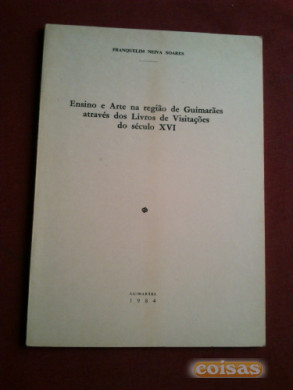 FRANQUELIM NEIVA SOARES
Ensino e Arte na região de Guimarães
através dos Livros de Visitações
do século XVI
GUIMARÃES
coisas